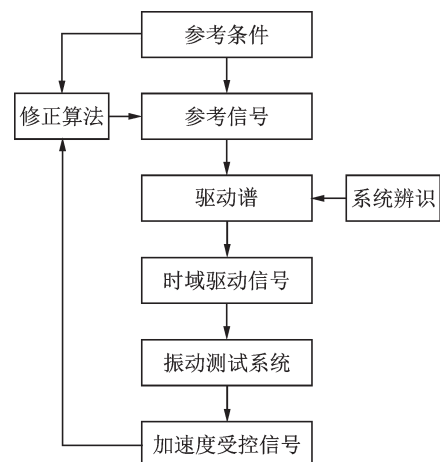 参考条件
修正算法
参考信号
驱动谱
系统辨识
时域驱动信号
振动测试系统
加速度受控信号